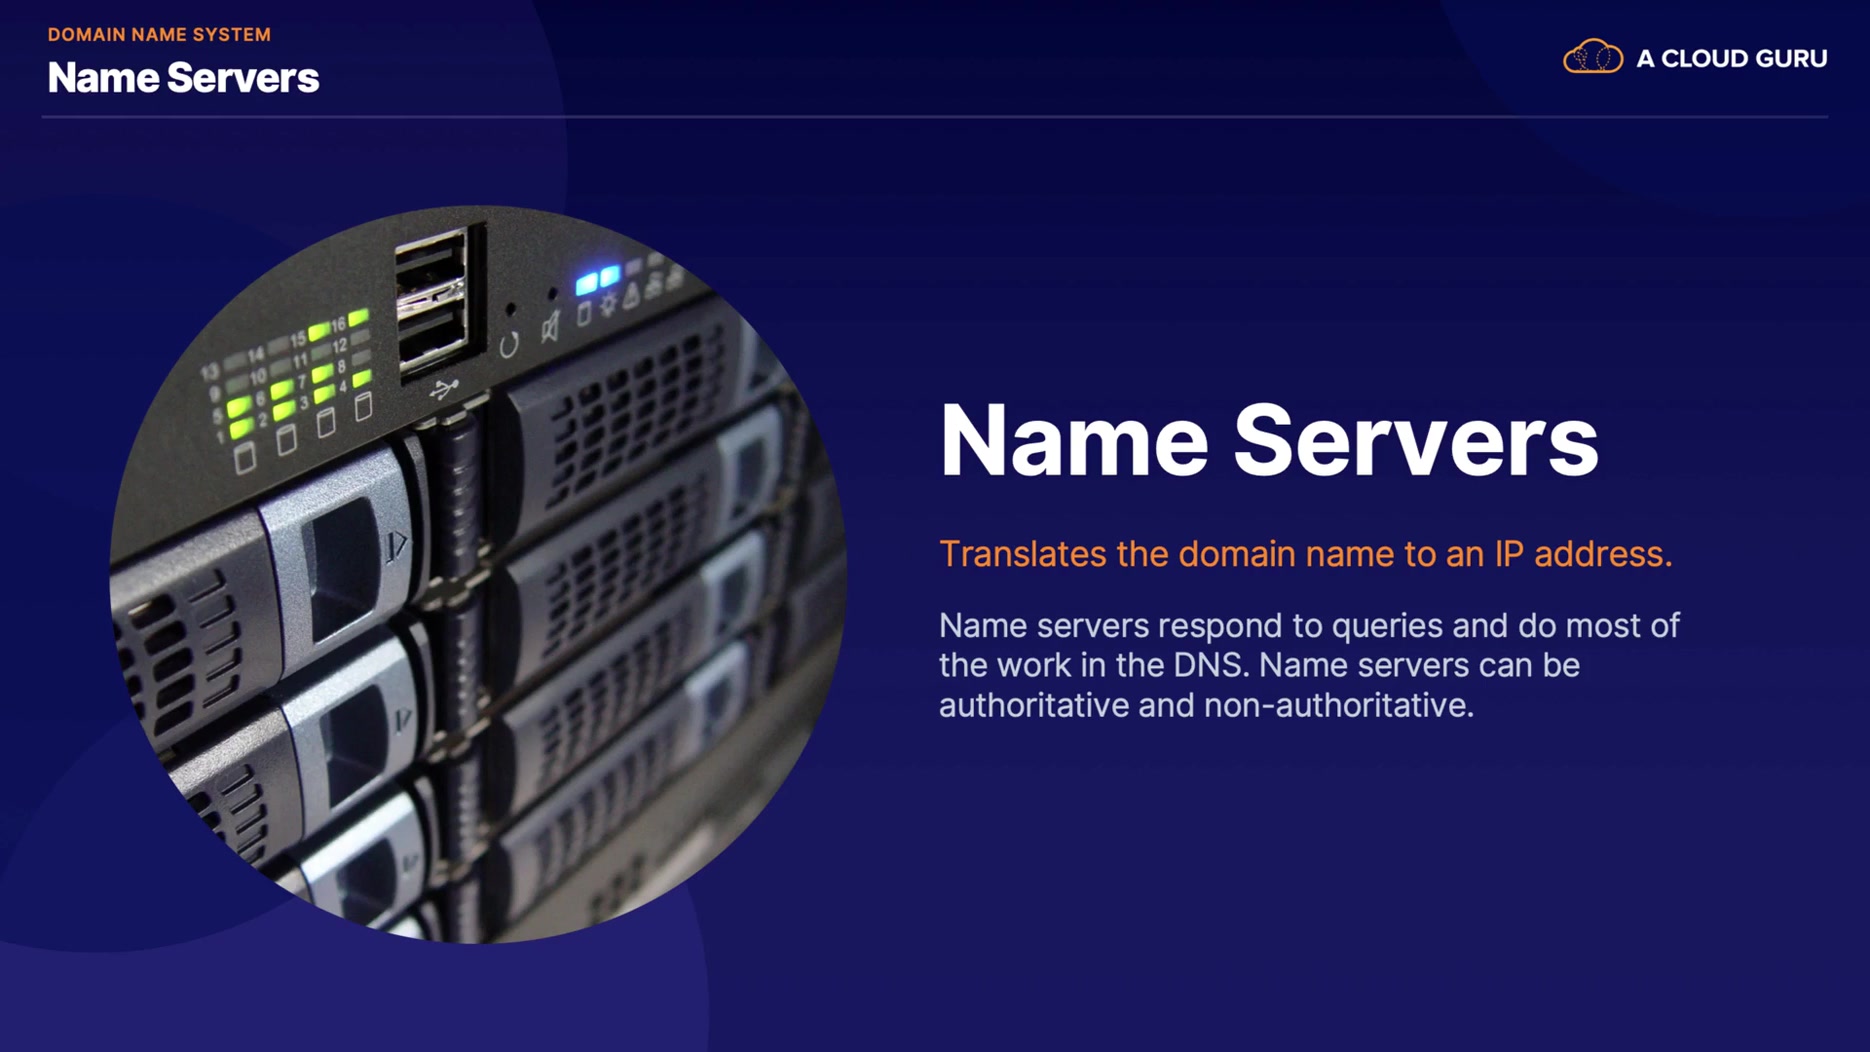 DOMAIN NAME SYSTEM
Name Servers
A CLOUD GURU
13 14 15 16
9 10 11 12
5 6 7 8
1 2 3 4
Name Servers
Translates the domain name to an IP address.
Name servers respond to queries and do most of
the work in the DNS. Name servers can be
authoritative and non-authoritative.